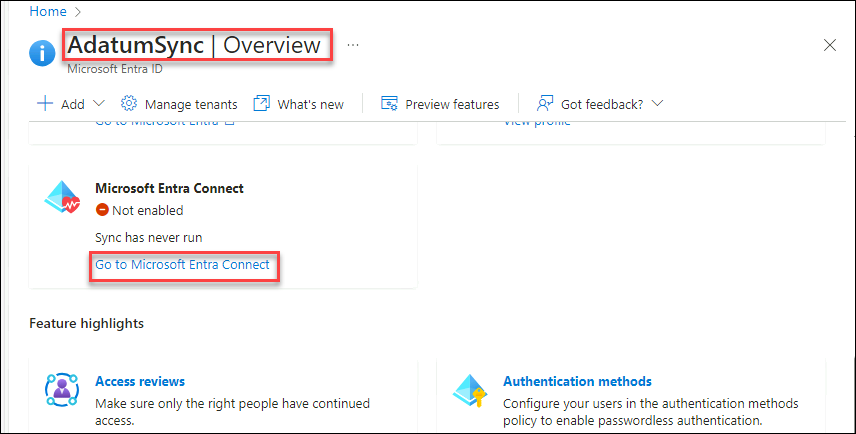 Home >
AdatumSync | Overview ...
Microsoft Entra ID
Add Manage tenants What's new Preview features Got feedback?
Go to Microsoft Entra View profile
Microsoft Entra Connect
Not enabled
Sync has never run
Go to Microsoft Entra Connect
Feature highlights
Access reviews
Make sure only the right people have continued
access.
Authentication methods
Configure your users in the authentication methods
policy to enable passwordless authentication.